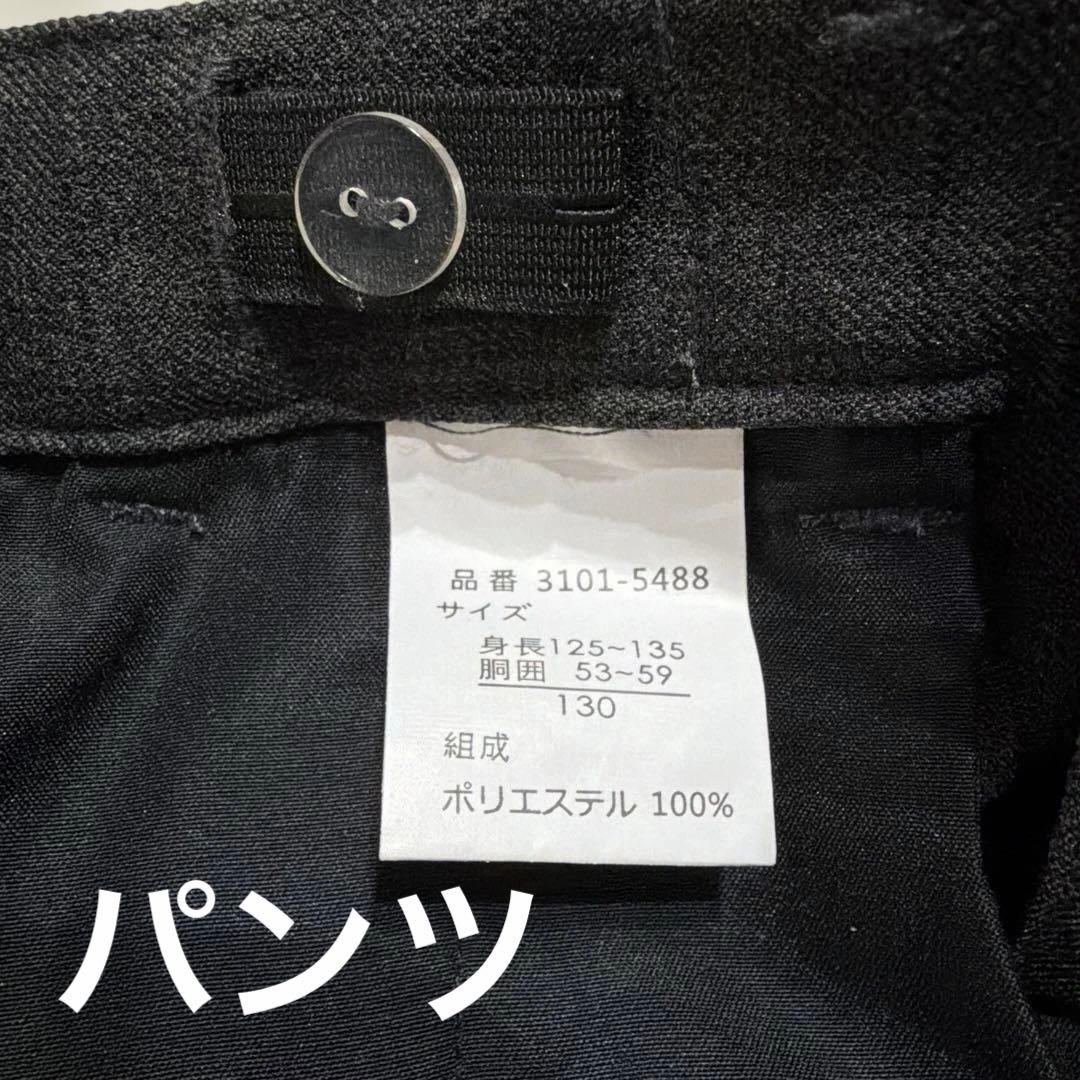 品番 3101-5488
サイズ
身長125~135
胴囲 53~59
130
組成
ポリエステル 100%
パンツ